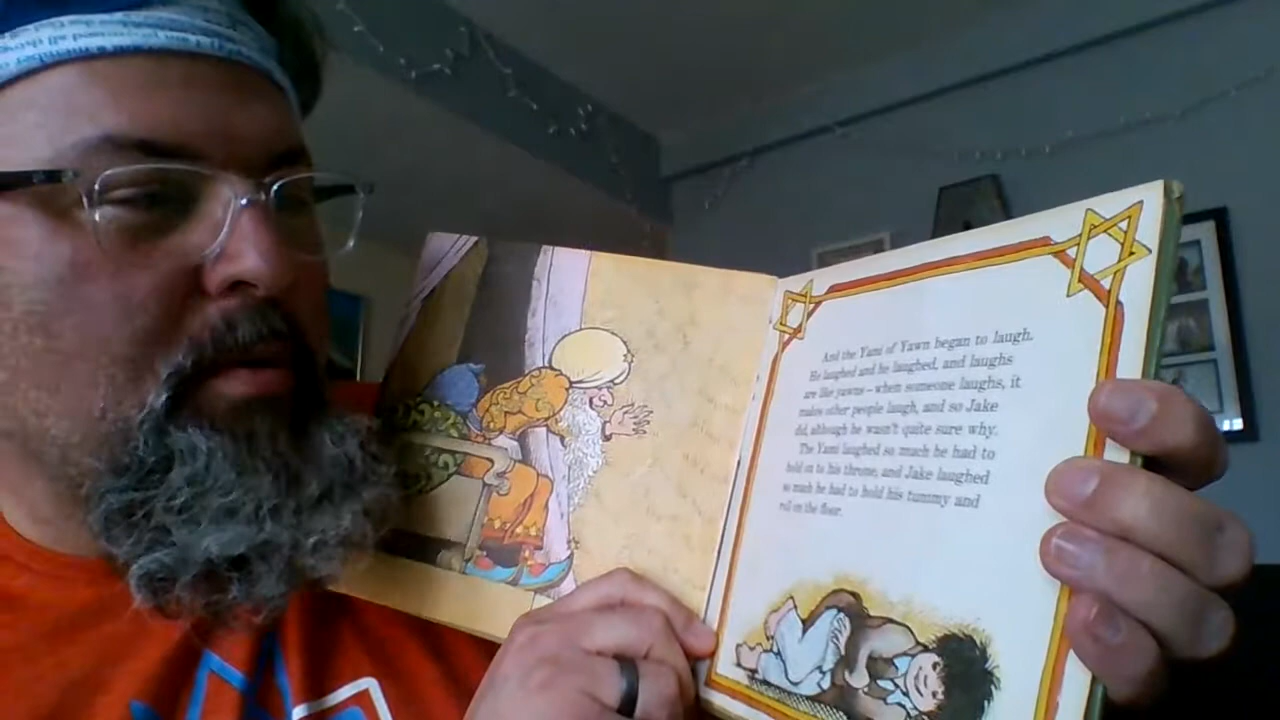 And the Yami of Yawn began to laugh.
He laughed and he laughed, and laughs
are like yawns–when someone laughs, it
makes other people laugh, and so Jake
did, although he wasn't quite sure why.
The Yami laughed so much he had to
hold on to his throne, and Jake laughed
so much he had to hold his tummy and
roll on the floor.